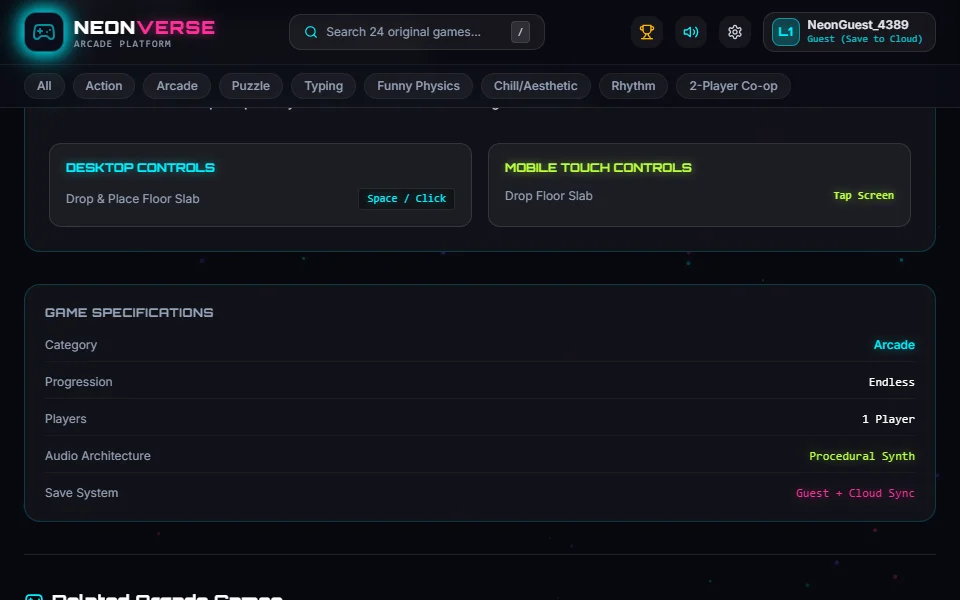 NEONVERSE
ARCADE PLATFORM
Search 24 original games...
/
L1
NeonGuest_4389
Guest (Save to Cloud)
All
Action
Arcade
Puzzle
Typing
Funny Physics
Chill/Aesthetic
Rhythm
2-Player Co-op
DESKTOP CONTROLS
Drop & Place Floor Slab
Space / Click
MOBILE TOUCH CONTROLS
Drop Floor Slab
Tap Screen
GAME SPECIFICATIONS
Category
Arcade
Progression
Endless
Players
1 Player
Audio Architecture
Procedural Synth
Save System
Guest + Cloud Sync
Related Arcade Games